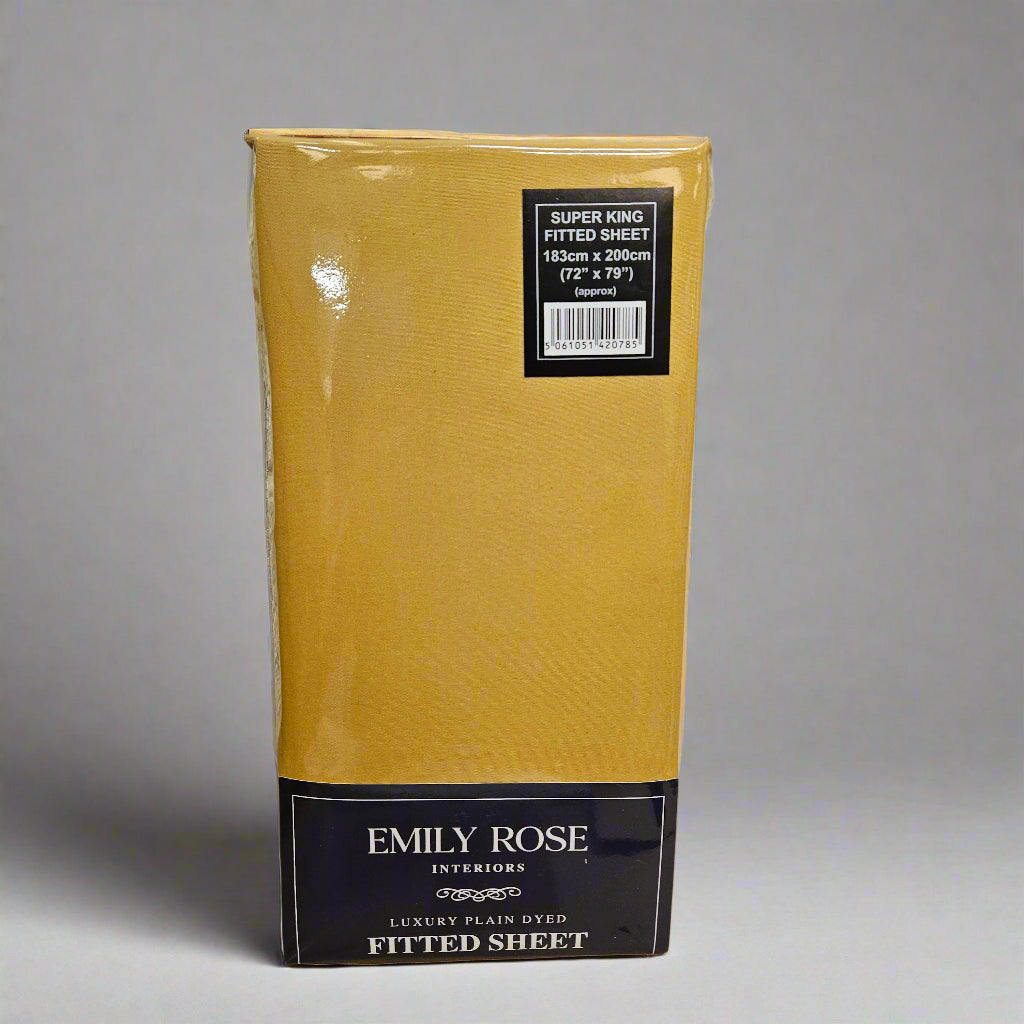 SUPER KING
FITTED SHEET
183cm x 200cm
(72” x 79”)
(approx)
5 061051 420785
EMILY ROSE
INTERIORS
LUXURY PLAIN DYED
FITTED SHEET